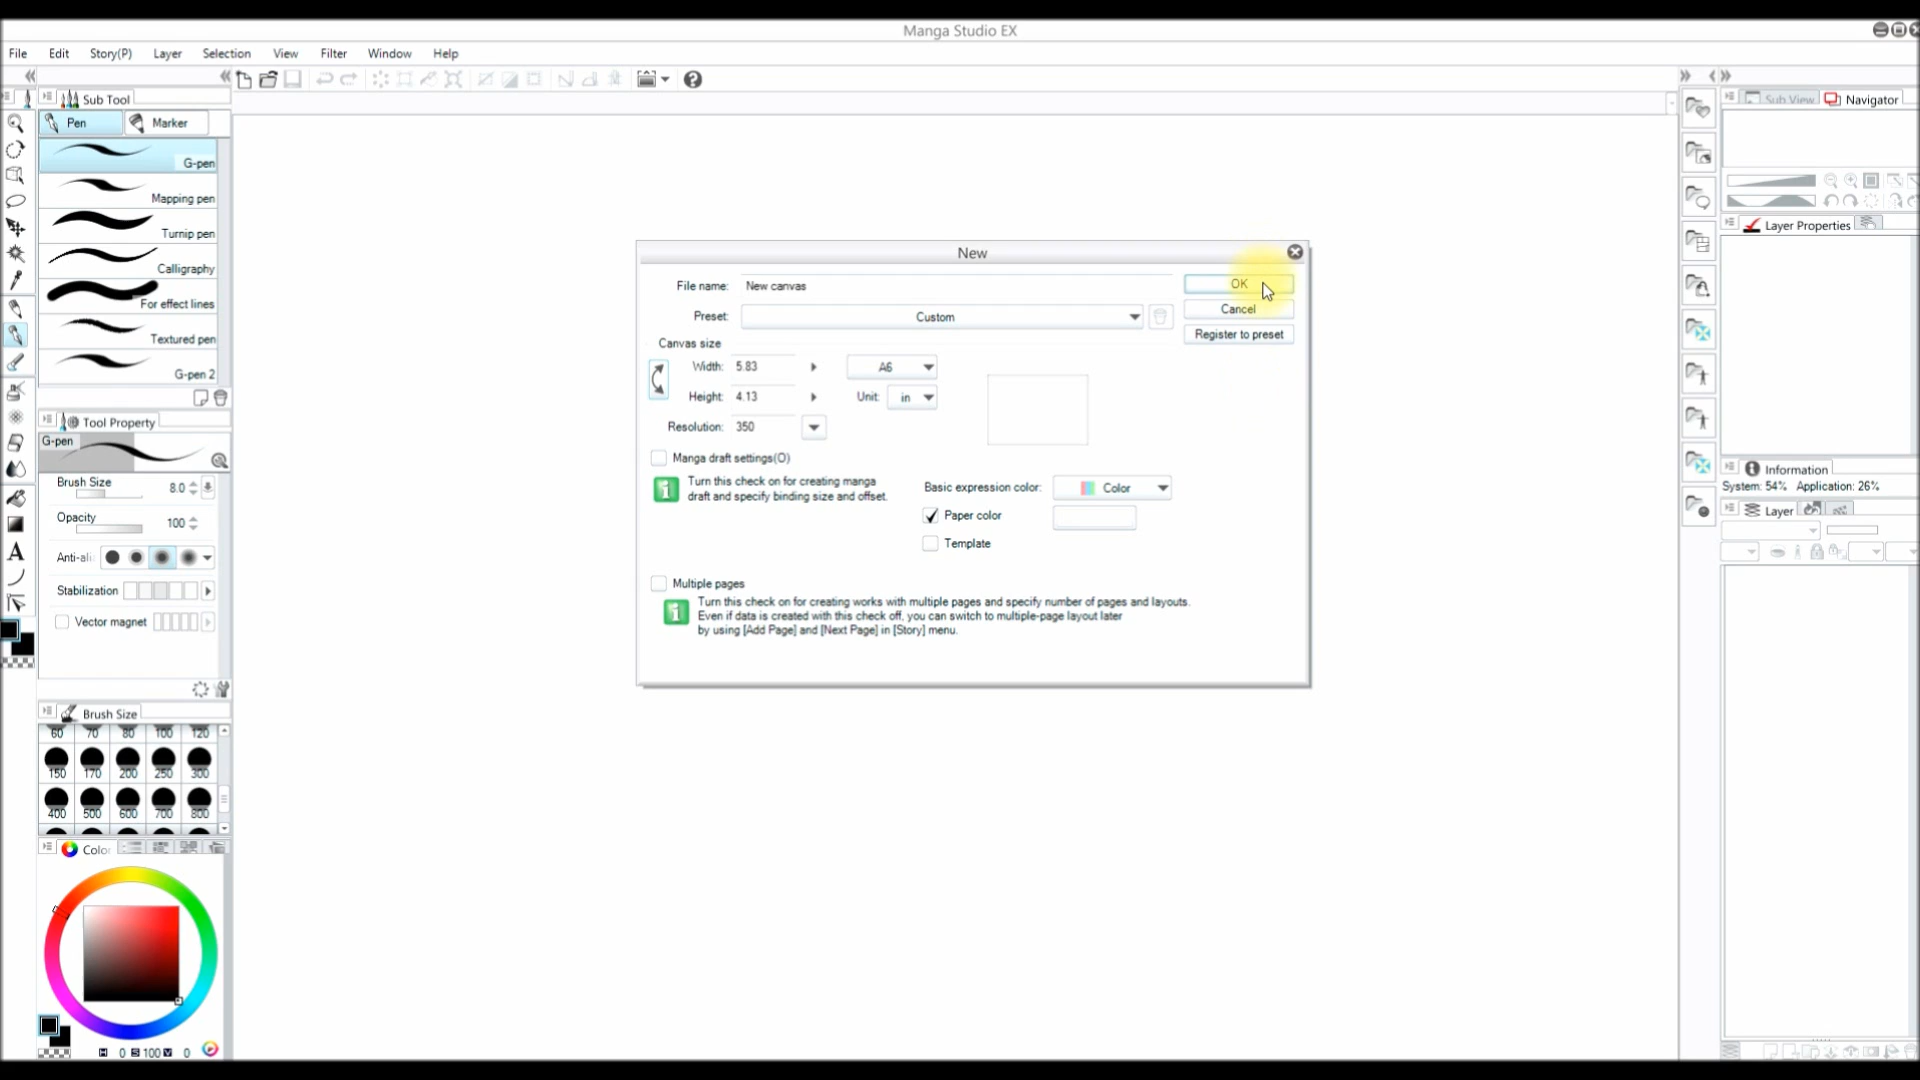 Manga Studio EX
File Edit Story(P) Layer Selection View Filter Window Help
Sub Tool
Pen Marker
G-pen
Mapping pen
Turnip pen
Calligraphy
For effect lines
Textured pen
G-pen 2
Tool Property
G-pen
Brush Size 8.0
Opacity 100
Anti-ali
Stabilization
Vector magnet
Brush Size
60 70 80 100 120
150 170 200 250 300
400 500 600 700 800
Color
H 0 S 100 V 0
New
File name: New canvas
OK
Preset: Custom
Cancel
Register to preset
Canvas size
Width: 5.83 A6
Height: 4.13 Unit: in
Resolution: 350
Manga draft settings(O)
Turn this check on for creating manga
draft and specify binding size and offset.
Basic expression color: Color
Paper color
Template
Multiple pages
Turn this check on for creating works with multiple pages and specify number of pages and layouts.
Even if data is created with this check off, you can switch to multiple-page layout later
by using [Add Page] and [Next Page] in [Story] menu.
Sub View Navigator
Layer Properties
Information
System: 54% Application: 26%
Layer